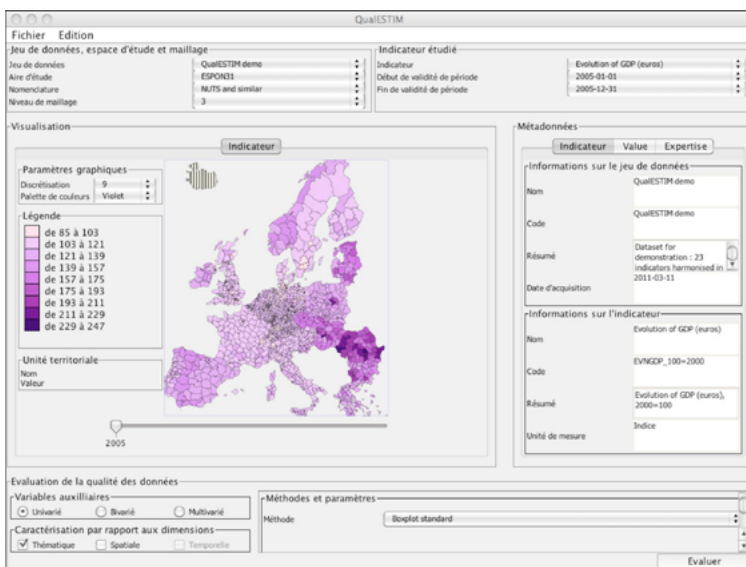 QualESTIM
Fichier Edition
Jeu de données, espace d'étude et maillage
Jeu de données QualESTIM demo
Aire d'étude ESPON31
Nomenclature NUTS and similar
Niveau de maillage 3
Indicateur étudié
Indicateur Evolution of GDP (euros)
Début de validité de période 2005-01-01
Fin de validité de période 2005-12-31
Visualisation
Indicateur
Paramètres graphiques
Discrétisation 9
Palette de couleurs Violet
Légende
de 85 à 103
de 103 à 121
de 121 à 139
de 139 à 157
de 157 à 175
de 175 à 193
de 193 à 211
de 211 à 229
de 229 à 247
Unité territoriale
Nom
Valeur
2005
Métadonnées
Indicateur Value Expertise
Informations sur le jeu de données
Nom QualESTIM demo
Code QualESTIM demo
Résumé Dataset for
demonstration : 23
indicators harmonised in
2011-03-11
Date d'acquisition
Informations sur l'indicateur
Nom Evolution of GDP (euros)
Code EVNGDP_100=2000
Résumé Evolution of GDP (euros),
2000=100
Unité de mesure Indice
Evaluation de la qualité des données
Variables auxilliaires
Univarié Bivarié Multivarié
Caractérisation par rapport aux dimensions
Thématique Spatiale Temporelle
Méthodes et paramètres
Méthode Boxplot standard
Evaluer